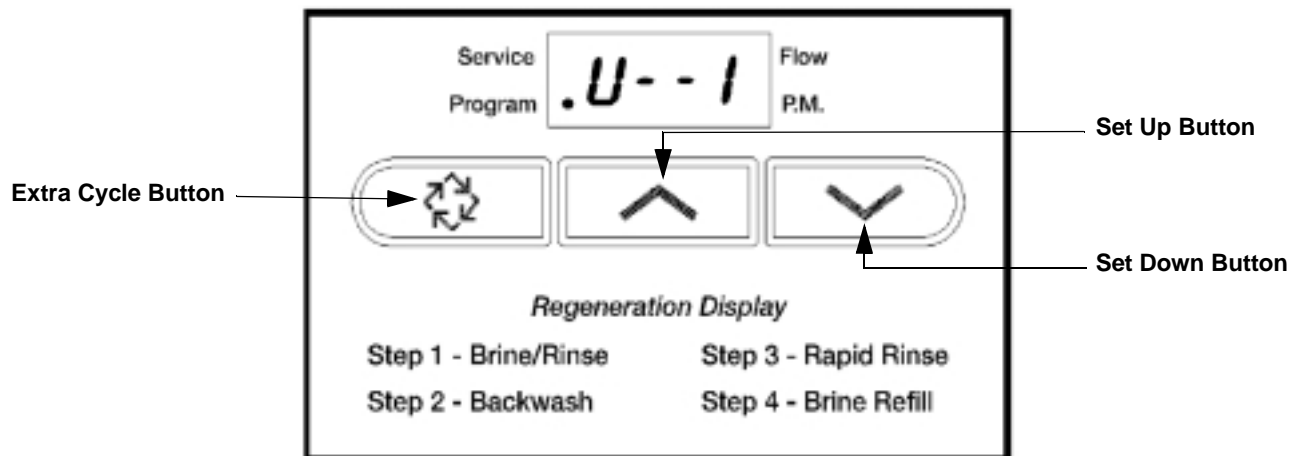 Service
Flow
.U--1
Program
P.M.
Set Up Button
Extra Cycle Button
Set Down Button
Regeneration Display
Step 1 - Brine/Rinse
Step 3 - Rapid Rinse
Step 2 - Backwash
Step 4 - Brine Refill